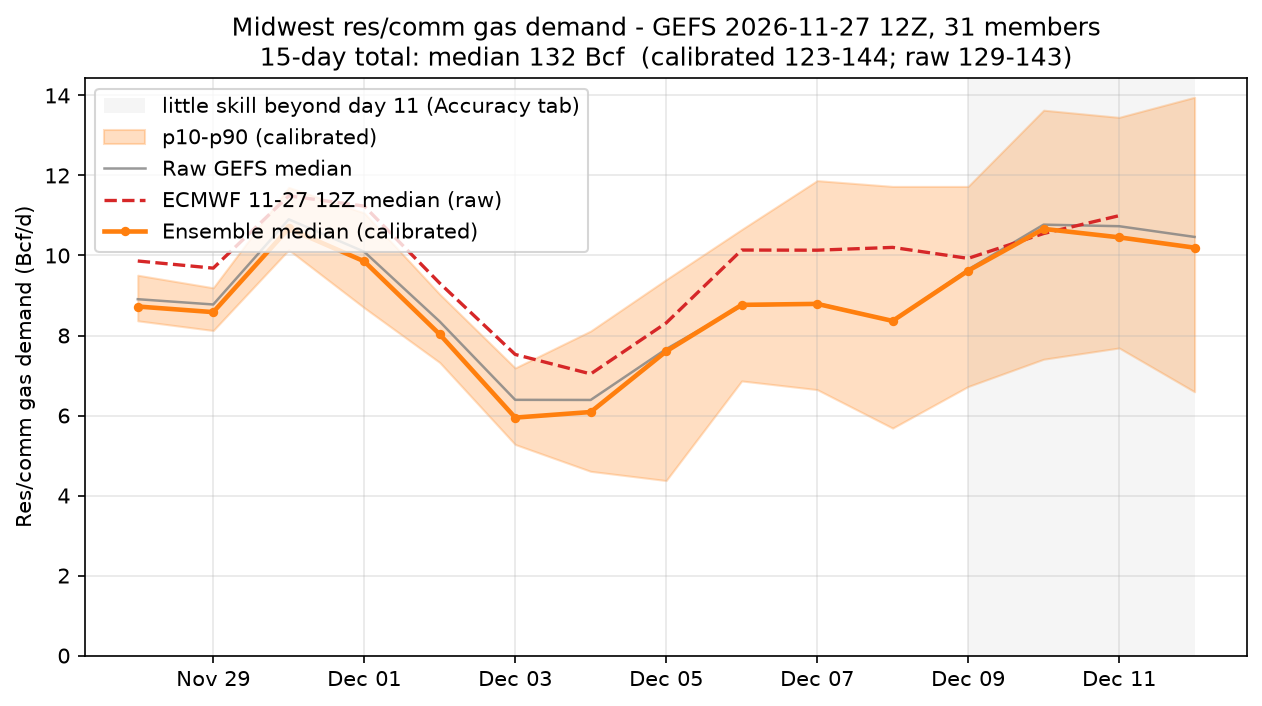 Midwest res/comm gas demand - GEFS 2026-11-27 12Z, 31 members
15-day total: median 132 Bcf  (calibrated 123-144; raw 129-143)
little skill beyond day 11 (Accuracy tab)
p10-p90 (calibrated)
Raw GEFS median
ECMWF 11-27 12Z median (raw)
Ensemble median (calibrated)
Res/comm gas demand (Bcf/d)
14
12
10
8
6
4
2
0
Nov 29
Dec 01
Dec 03
Dec 05
Dec 07
Dec 09
Dec 11